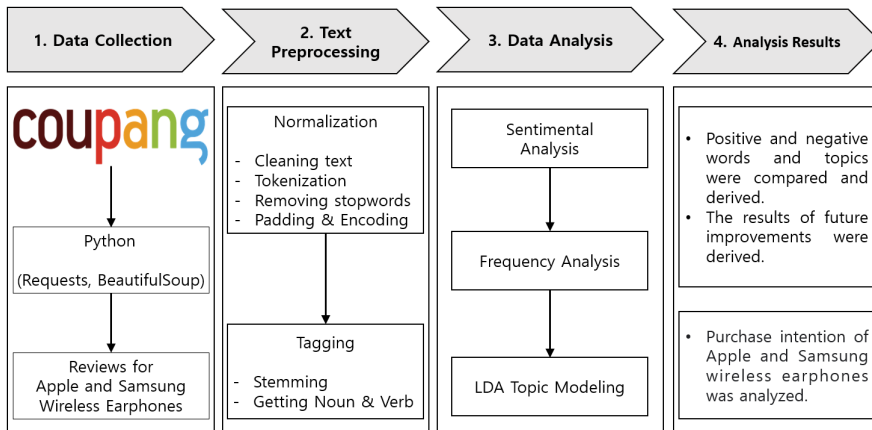 1. Data Collection
2. Text
Preprocessing
3. Data Analysis
4. Analysis Results
coupang
Python
(Requests, BeautifulSoup)
Reviews for
Apple and Samsung
Wireless Earphones
Normalization
- Cleaning text
- Tokenization
- Removing stopwords
- Padding & Encoding
Tagging
- Stemming
- Getting Noun & Verb
Sentimental
Analysis
Frequency Analysis
LDA Topic Modeling
• Positive and negative
words and topics
were compared and
derived.
• The results of future
improvements were
derived.
• Purchase intention of
Apple and Samsung
wireless earphones
was analyzed.